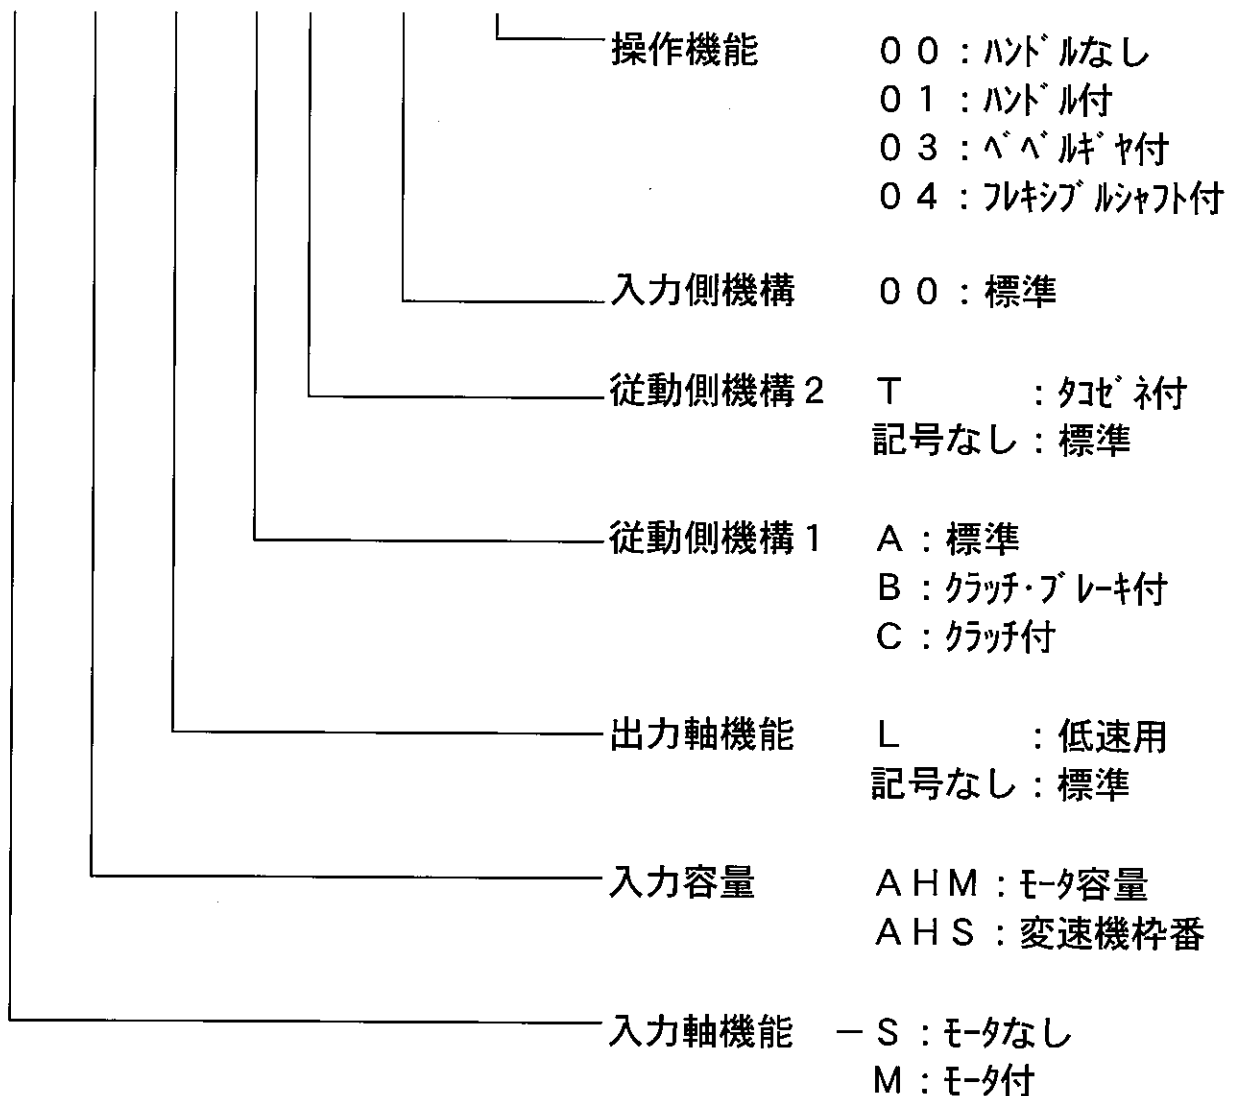 操作機能 00：ﾊﾝﾄﾞﾙなし
01：ﾊﾝﾄﾞﾙ付
03：ﾍﾞﾍﾞﾙｷﾞﾔ付
04：ﾌﾚｷｼﾌﾞﾙｼｬﾌﾄ付
入力側機構 00：標準
従動側機構2 T ：ﾀｺｾﾞﾈ付
記号なし：標準
従動側機構1 A：標準
B：ｸﾗｯﾁ･ﾌﾞﾚｰｷ付
C：ｸﾗｯﾁ付
出力軸機能 L ：低速用
記号なし：標準
入力容量 AHM：ﾓｰﾀ容量
AHS：変速機枠番
入力軸機能 －S：ﾓｰﾀなし
M：ﾓｰﾀ付